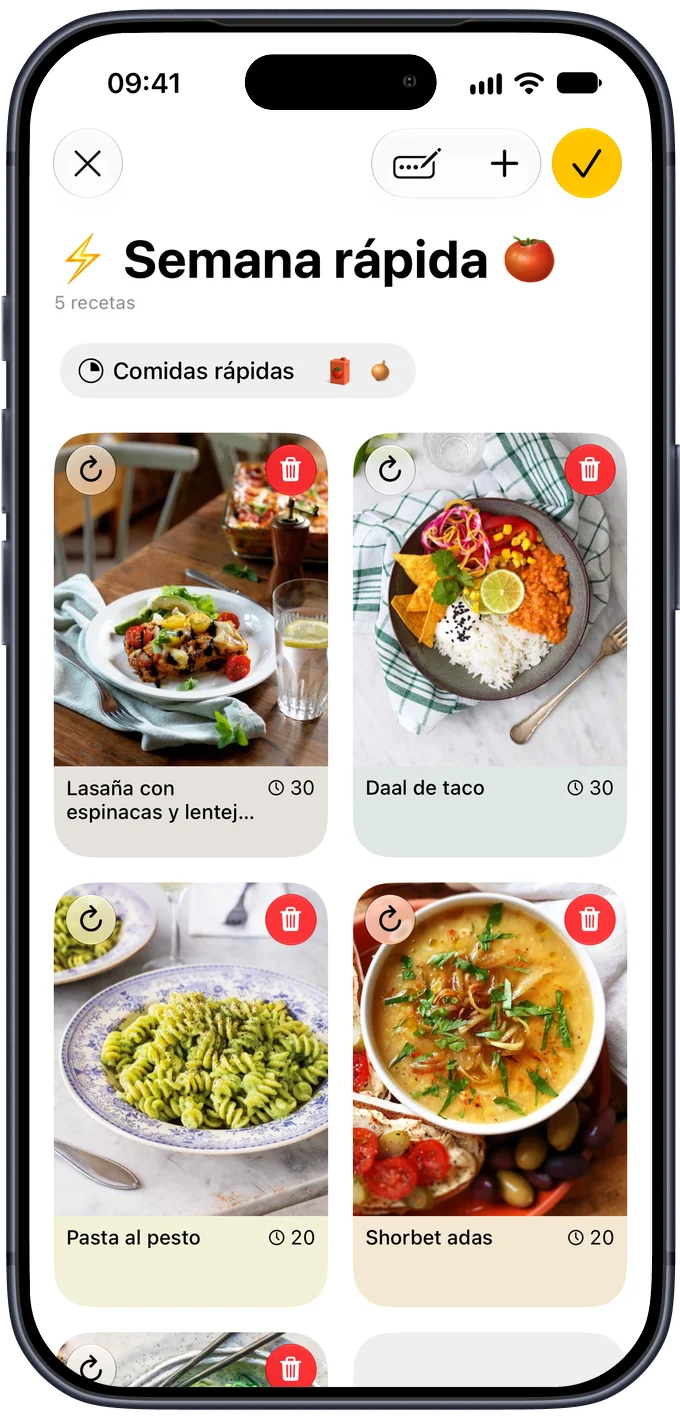 09:41
Semana rápida
5 recetas
Comidas rápidas
Lasaña con
espinacas y lentej...
30
Daal de taco
30
Pasta al pesto
20
Shorbet adas
20